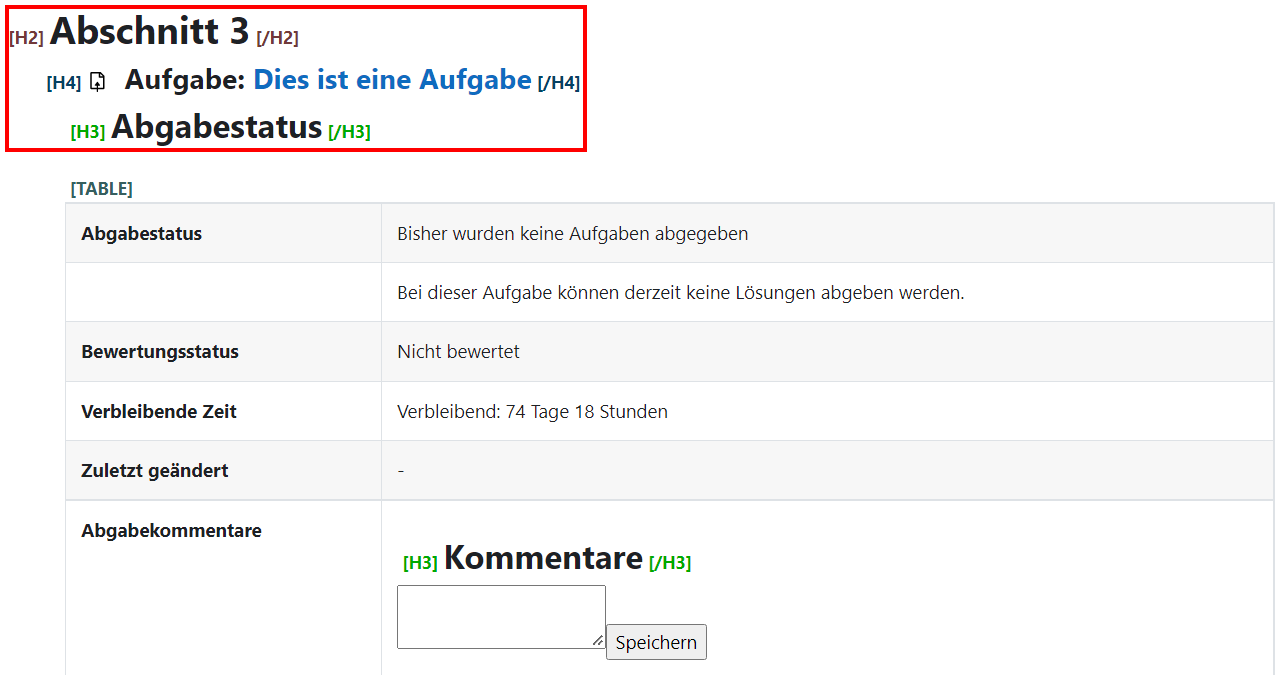 [H2] Abschnitt 3 [/H2]
[H4] Aufgabe: Dies ist eine Aufgabe [/H4]
[H3] Abgabestatus [/H3]
[TABLE]
Abgabestatus Bisher wurden keine Aufgaben abgegeben
Bei dieser Aufgabe können derzeit keine Lösungen abgeben werden.
Bewertungsstatus Nicht bewertet
Verbleibende Zeit Verbleibend: 74 Tage 18 Stunden
Zuletzt geändert -
Abgabekommentare
[H3] Kommentare [/H3]
Speichern